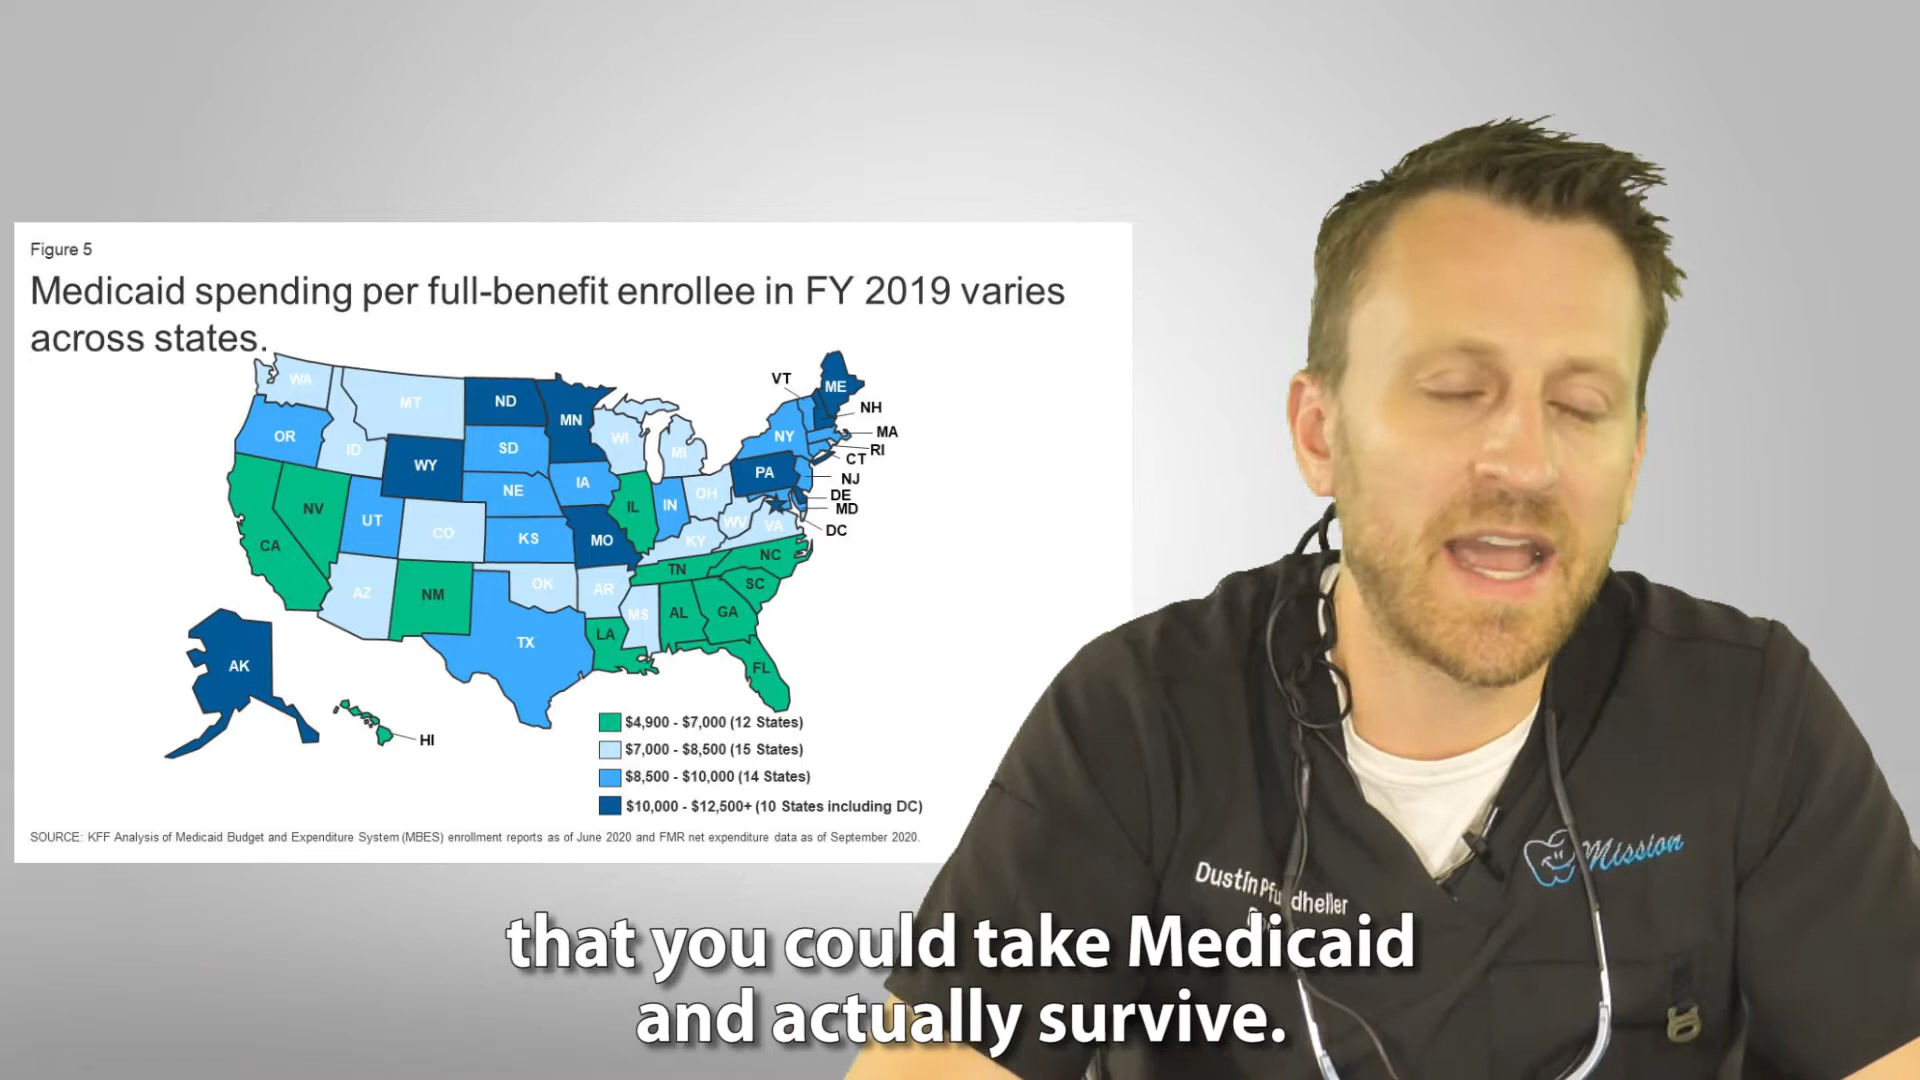 Figure 5
Medicaid spending per full-benefit enrollee in FY 2019 varies
across states.
WA
MT
ND
MN
ME
VT
NH
OR
ID
WY
SD
WI
MI
NY
MA
RI
CT
NV
UT
CO
NE
IA
IL
IN
OH
PA
NJ
DE
MD
DC
CA
AZ
NM
KS
MO
KY
WV
VA
NC
TN
SC
OK
AR
MS
AL
GA
TX
LA
FL
AK
HI
$4,900 - $7,000 (12 States)
$7,000 - $8,500 (15 States)
$8,500 - $10,000 (14 States)
$10,000 - $12,500+ (10 States including DC)
SOURCE: KFF Analysis of Medicaid Budget and Expenditure System (MBES) enrollment reports as of June 2020 and FMR net expenditure data as of September 2020.
Mission
Dustin
that you could take Medicaid
and actually survive.